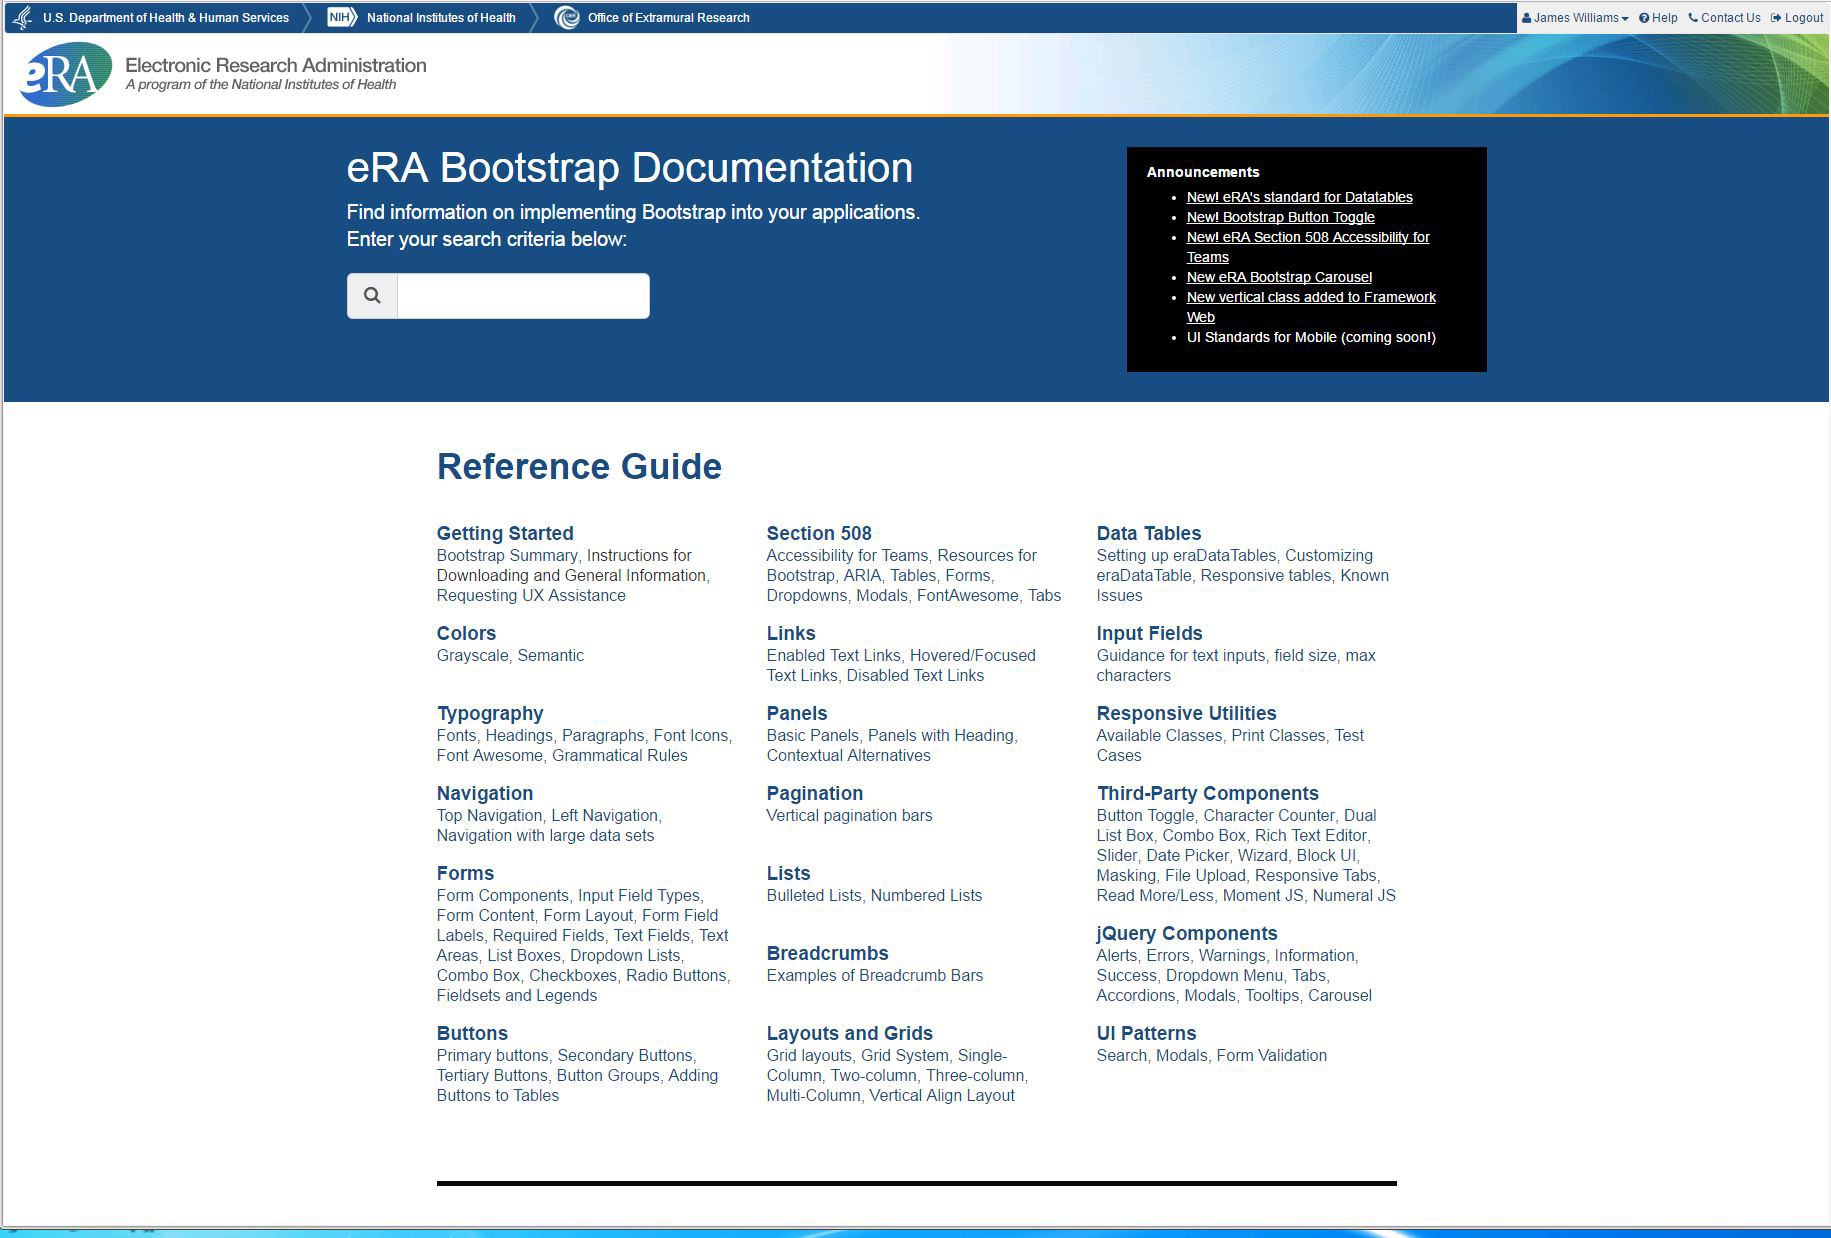 U.S. Department of Health & Human Services
NIH National Institutes of Health
Office of Extramural Research
James Williams
Help
Contact Us
Logout
eRA
Electronic Research Administration
A program of the National Institutes of Health
eRA Bootstrap Documentation
Find information on implementing Bootstrap into your applications.
Enter your search criteria below:
Announcements
New! eRA's standard for Datatables
New! Bootstrap Button Toggle
New! eRA Section 508 Accessibility for
Teams
New eRA Bootstrap Carousel
New vertical class added to Framework
Web
UI Standards for Mobile (coming soon!)
Reference Guide
Getting Started
Bootstrap Summary, Instructions for
Downloading and General Information,
Requesting UX Assistance
Colors
Grayscale, Semantic
Typography
Fonts, Headings, Paragraphs, Font Icons,
Font Awesome, Grammatical Rules
Navigation
Top Navigation, Left Navigation,
Navigation with large data sets
Forms
Form Components, Input Field Types,
Form Content, Form Layout, Form Field
Labels, Required Fields, Text Fields, Text
Areas, List Boxes, Dropdown Lists,
Combo Box, Checkboxes, Radio Buttons,
Fieldsets and Legends
Buttons
Primary buttons, Secondary Buttons,
Tertiary Buttons, Button Groups, Adding
Buttons to Tables
Section 508
Accessibility for Teams, Resources for
Bootstrap, ARIA, Tables, Forms,
Dropdowns, Modals, FontAwesome, Tabs
Links
Enabled Text Links, Hovered/Focused
Text Links, Disabled Text Links
Panels
Basic Panels, Panels with Heading,
Contextual Alternatives
Pagination
Vertical pagination bars
Lists
Bulleted Lists, Numbered Lists
Breadcrumbs
Examples of Breadcrumb Bars
Layouts and Grids
Grid layouts, Grid System, Single-
Column, Two-column, Three-column,
Multi-Column, Vertical Align Layout
Data Tables
Setting up eraDataTables, Customizing
eraDataTable, Responsive tables, Known
Issues
Input Fields
Guidance for text inputs, field size, max
characters
Responsive Utilities
Available Classes, Print Classes, Test
Cases
Third-Party Components
Button Toggle, Character Counter, Dual
List Box, Combo Box, Rich Text Editor,
Slider, Date Picker, Wizard, Block UI,
Masking, File Upload, Responsive Tabs,
Read More/Less, Moment JS, Numeral JS
jQuery Components
Alerts, Errors, Warnings, Information,
Success, Dropdown Menu, Tabs,
Accordions, Modals, Tooltips, Carousel
UI Patterns
Search, Modals, Form Validation